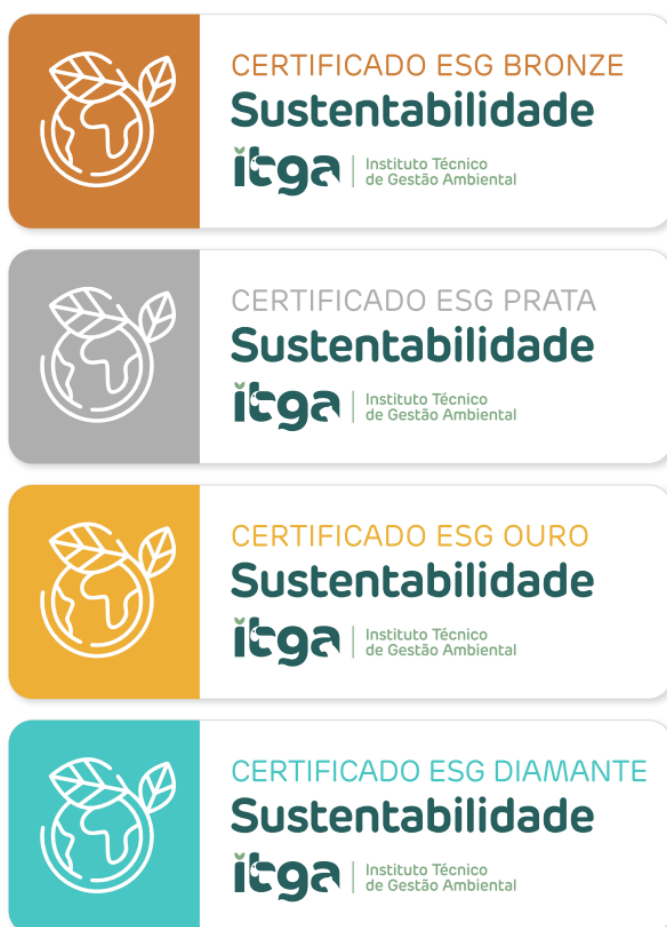 CERTIFICADO ESG BRONZE
Sustentabilidade
itga
Instituto Técnico
de Gestão Ambiental
CERTIFICADO ESG PRATA
Sustentabilidade
itga
Instituto Técnico
de Gestão Ambiental
CERTIFICADO ESG OURO
Sustentabilidade
itga
Instituto Técnico
de Gestão Ambiental
CERTIFICADO ESG DIAMANTE
Sustentabilidade
itga
Instituto Técnico
de Gestão Ambiental